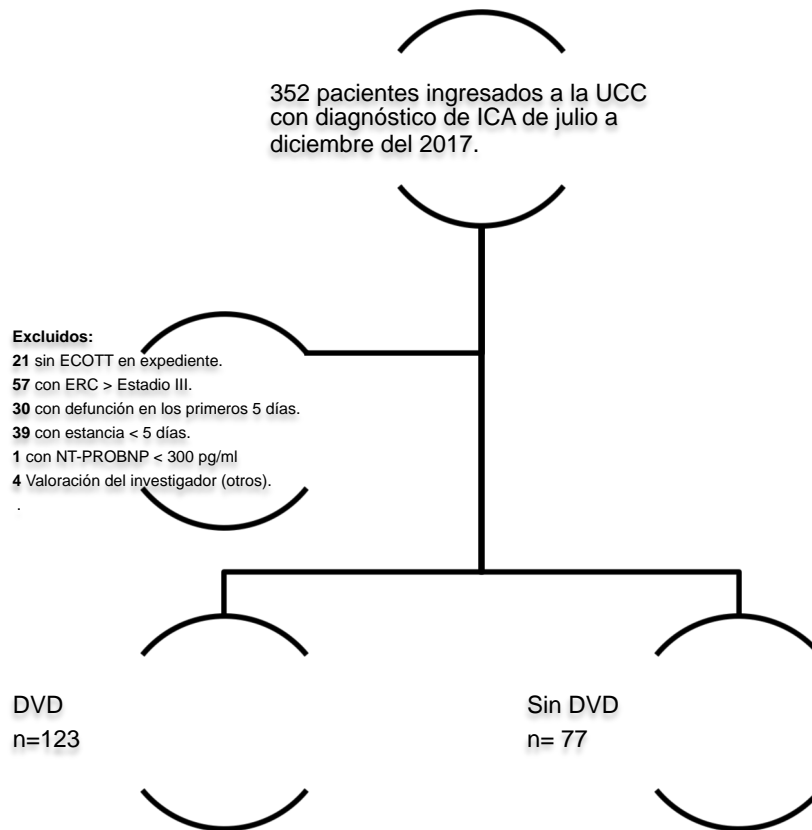 352 pacientes ingresados a la UCC
con diagnóstico de ICA de julio a
diciembre del 2017.
Excluidos:
21 sin ECOTT en expediente.
57 con ERC > Estadio III.
30 con defunción en los primeros 5 días.
39 con estancia < 5 días.
1 con NT-PROBNP < 300 pg/ml
4 Valoración del investigador (otros).
.
DVD
n=123
Sin DVD
n= 77